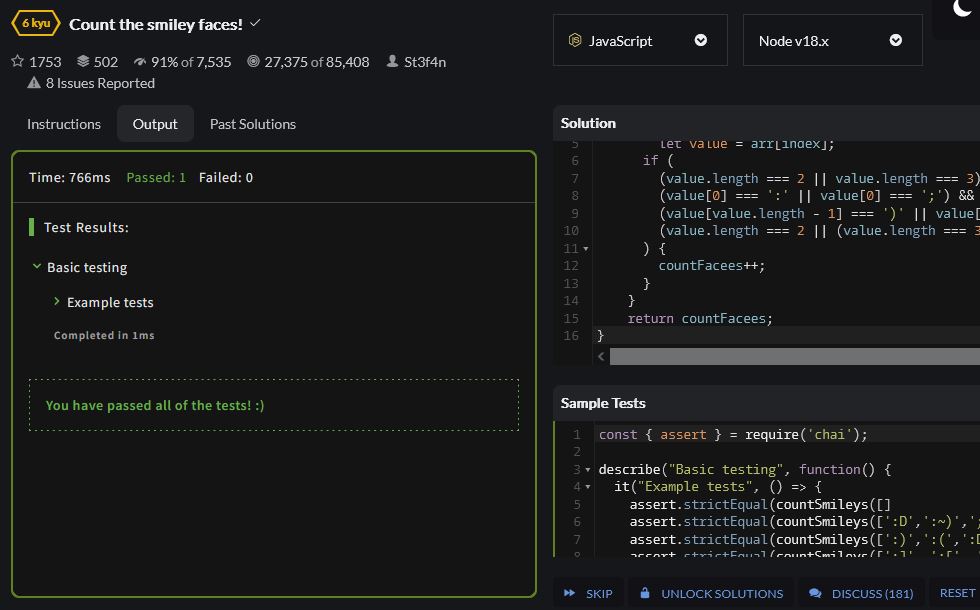 6 kyu Count the smiley faces!
1753 502 91% of 7,535 27,375 of 85,408 St3f4n
8 Issues Reported
JavaScript
Node v18.x
Instructions Output Past Solutions
Time: 766ms Passed: 1 Failed: 0
Test Results:
Basic testing
Example tests
Completed in 1ms
You have passed all of the tests! :)
Solution
5 let value = arr[index];
6 if (
7 (value.length === 2 || value.length === 3)
8 (value[0] === ':' || value[0] === ';') &&
9 (value[value.length - 1] === ')' || value[
10 (value.length === 2 || (value.length === 3
11 ) {
12 countFacees++;
13 }
14 }
15 return countFacees;
16 }
Sample Tests
1 const { assert } = require('chai');
2
3 describe("Basic testing", function() {
4 it("Example tests", () => {
5 assert.strictEqual(countSmileys([]
6 assert.strictEqual(countSmileys([':D',':~)',
7 assert.strictEqual(countSmileys([':)',':(',':D
8 assert.strictEqual(countSmileys([':]',':[',
SKIP UNLOCK SOLUTIONS DISCUSS (181) RESET